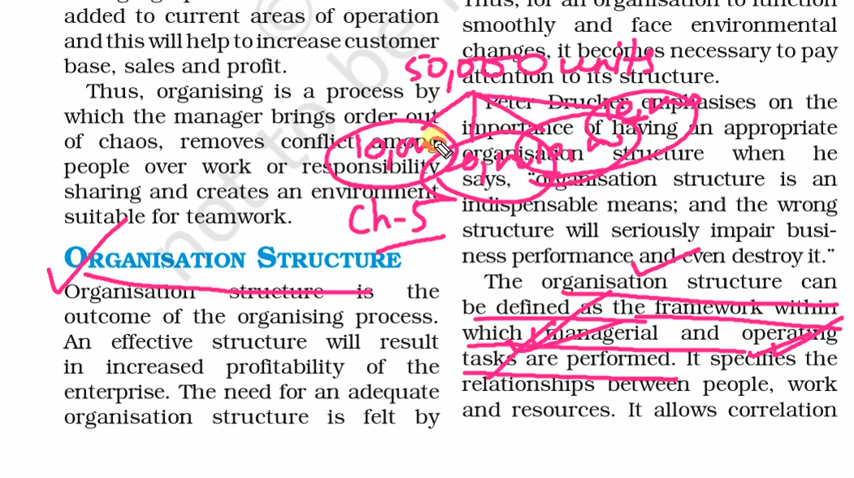 added to current areas of operation
and this will help to increase customer
base, sales and profit.
Thus, organising is a process by
which the manager brings order out
of chaos, removes conflict among
people over work or responsibility
sharing and creates an environment
suitable for teamwork.
ORGANISATION STRUCTURE
Organisation structure is the
outcome of the organising process.
An effective structure will result
in increased profitability of the
enterprise. The need for an adequate
organisation structure is felt by
Thus, for an organisation to function
smoothly and face environmental
changes, it becomes necessary to pay
attention to its structure.
Peter Drucker emphasises on the
importance of having an appropriate
organisation structure when he
says, "organisation structure is an
indispensable means; and the wrong
structure will seriously impair busi-
ness performance and even destroy it."
The organisation structure can
be defined as the framework within
which managerial and operating
tasks are performed. It specifies the
relationships between people, work
and resources. It allows correlation
50,000 units
10,000
Ch-5
not to be